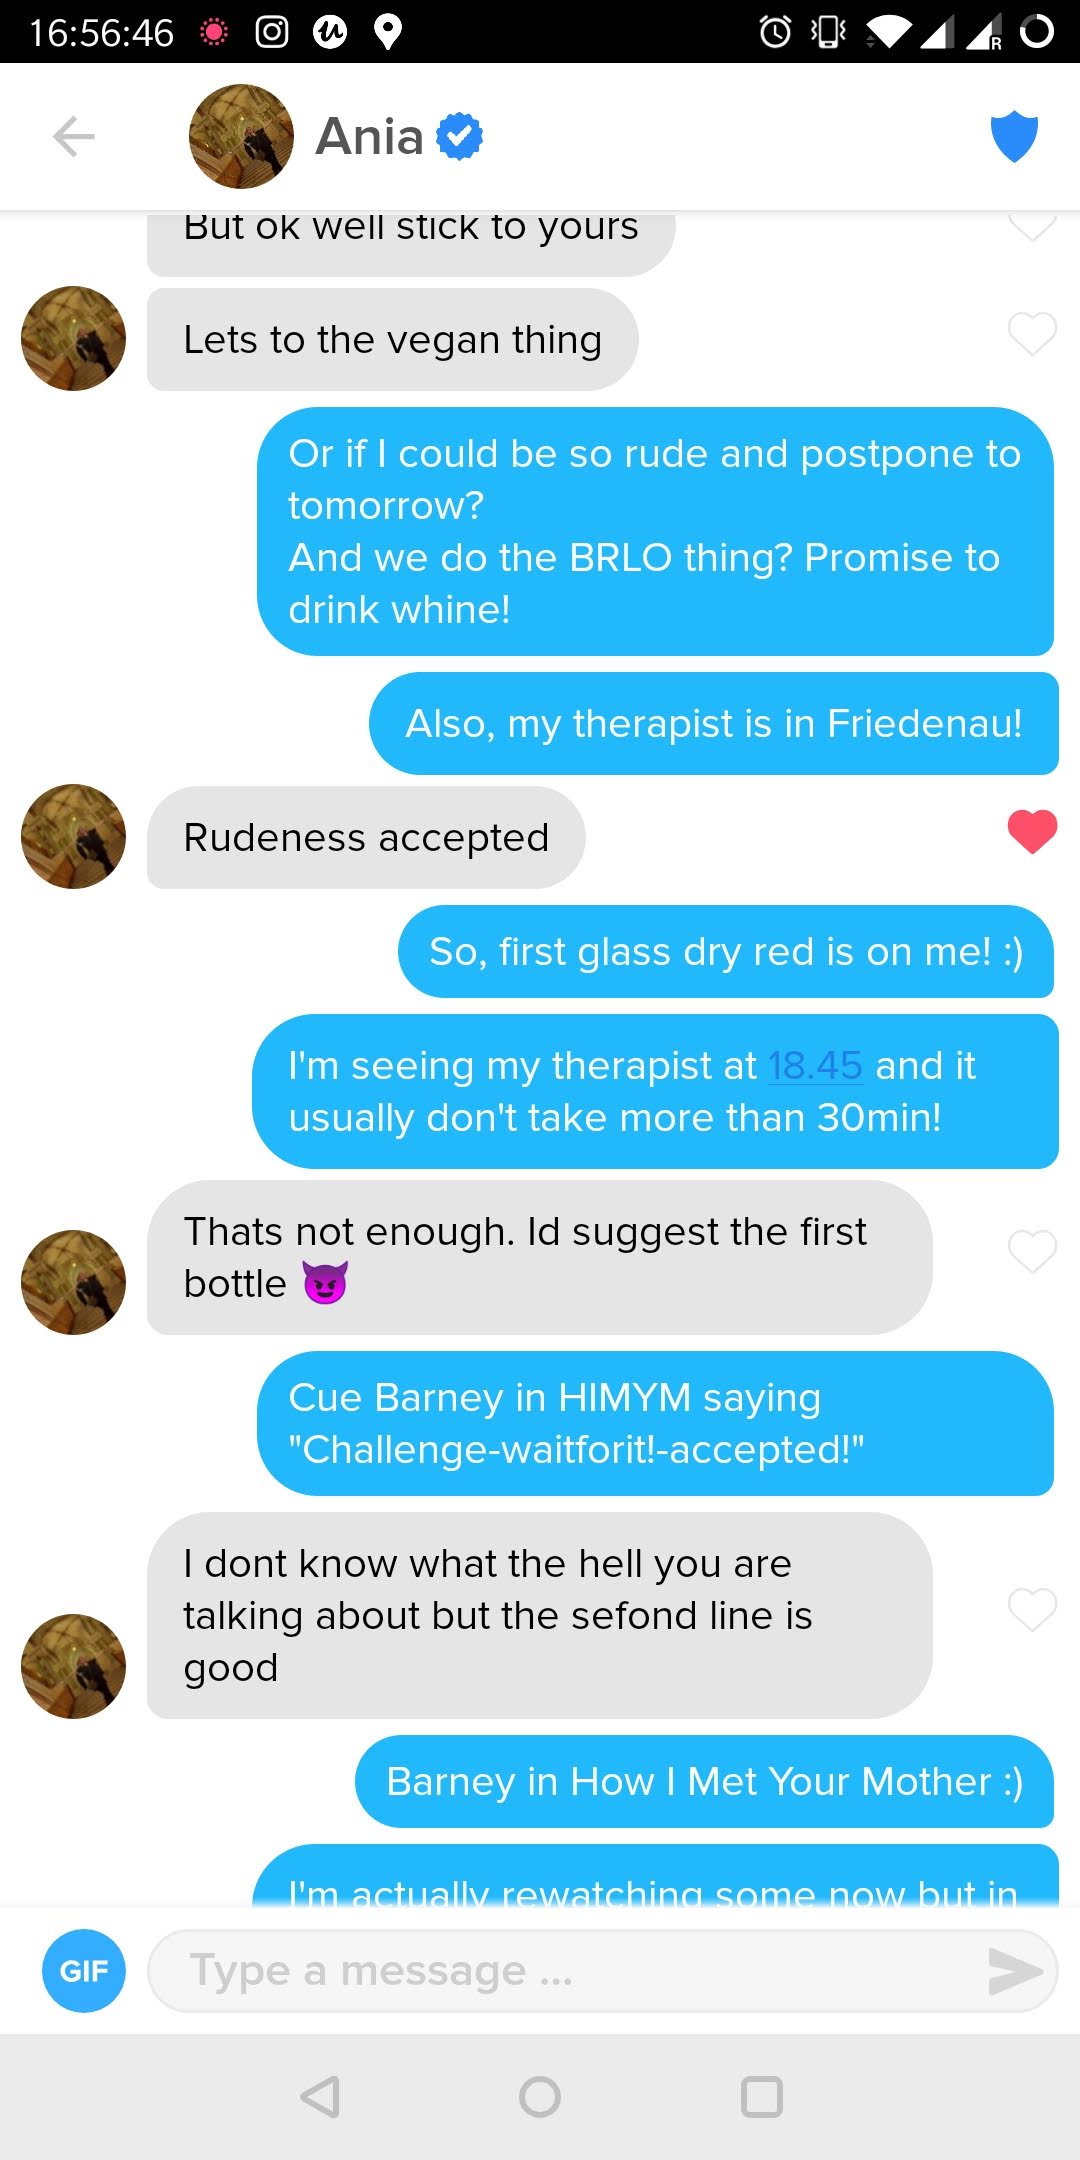 16:56:46
R
Ania
But ok well stick to yours
Lets to the vegan thing
Or if I could be so rude and postpone to
tomorrow?
And we do the BRLO thing? Promise to
drink whine!
Also, my therapist is in Friedenau!
Rudeness accepted
So, first glass dry red is on me! :)
I'm seeing my therapist at 18.45 and it
usually don't take more than 30min!
Thats not enough. Id suggest the first
bottle 😈
Cue Barney in HIMYM saying
"Challenge-waitforit!-accepted!"
I dont know what the hell you are
talking about but the sefond line is
good
Barney in How I Met Your Mother :)
I'm actually rewatching some now but in
GIF
Type a message ...